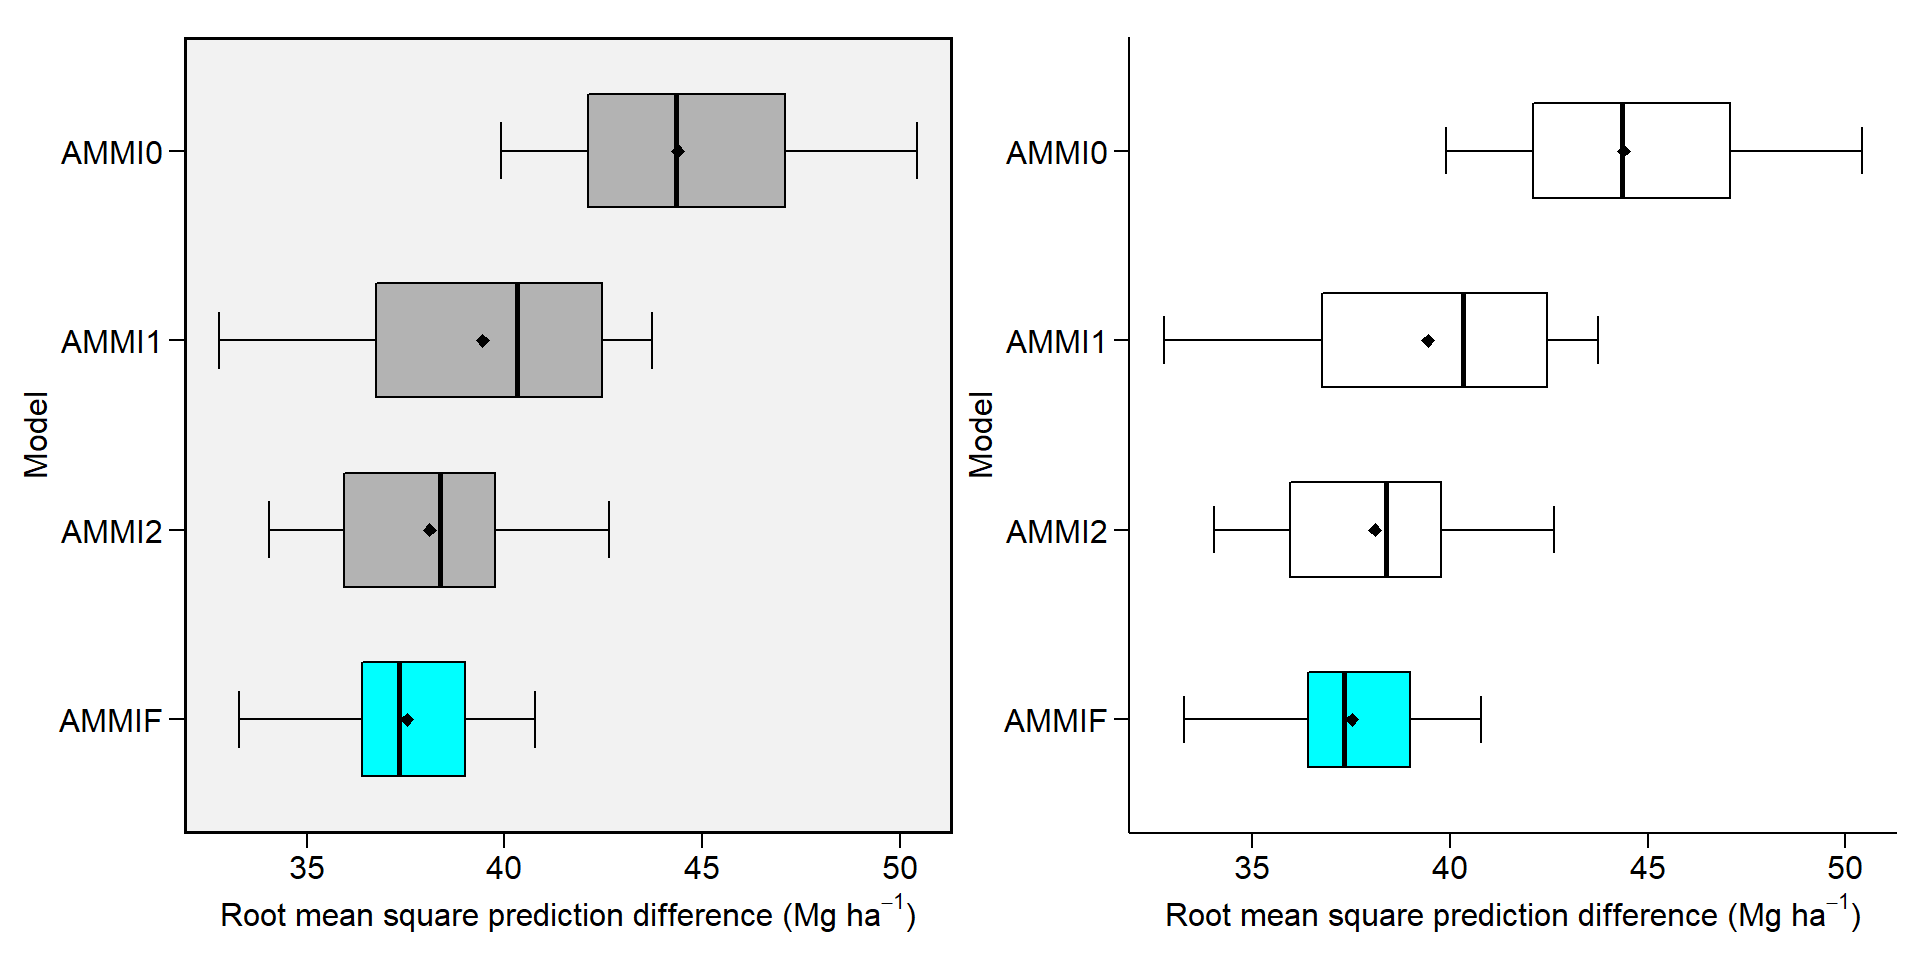 AMMI0
AMMI1
AMMI2
AMMIF
Model
35 40 45 50
Root mean square prediction difference (Mg ha⁻¹)
AMMI0
AMMI1
AMMI2
AMMIF
Model
35 40 45 50
Root mean square prediction difference (Mg ha⁻¹)